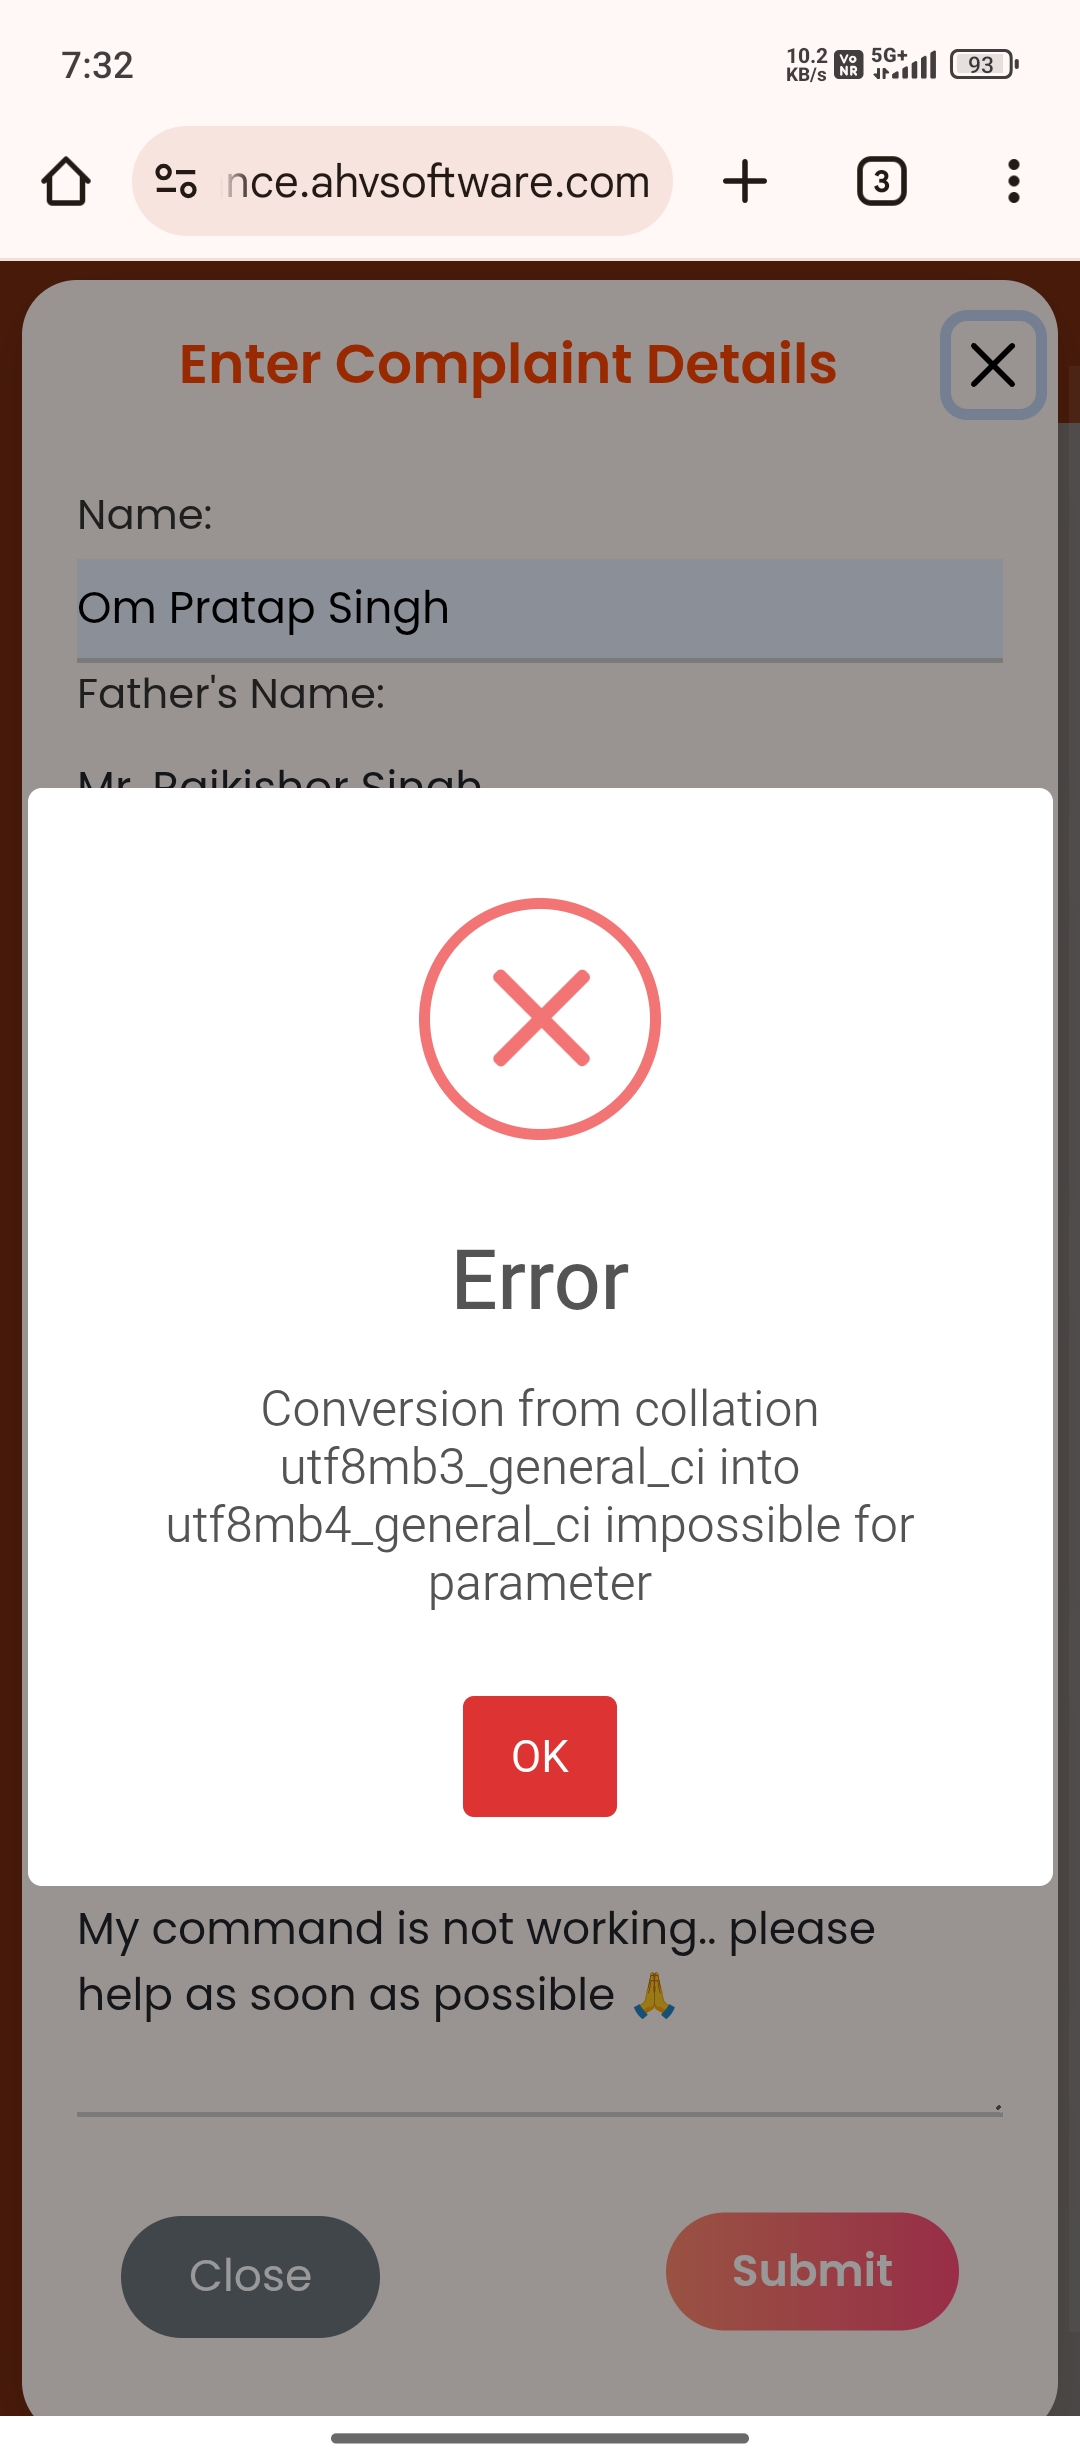 7:32
10.2
KB/s
Vo
NR
5G+
93
nce.ahvsoftware.com
3
Enter Complaint Details
Name:
Om Pratap Singh
Father's Name:
Mr. Rajkishor Singh
Error
Conversion from collation
utf8mb3_general_ci into
utf8mb4_general_ci impossible for
parameter
OK
My command is not working.. please
help as soon as possible 🙏
Close
Submit